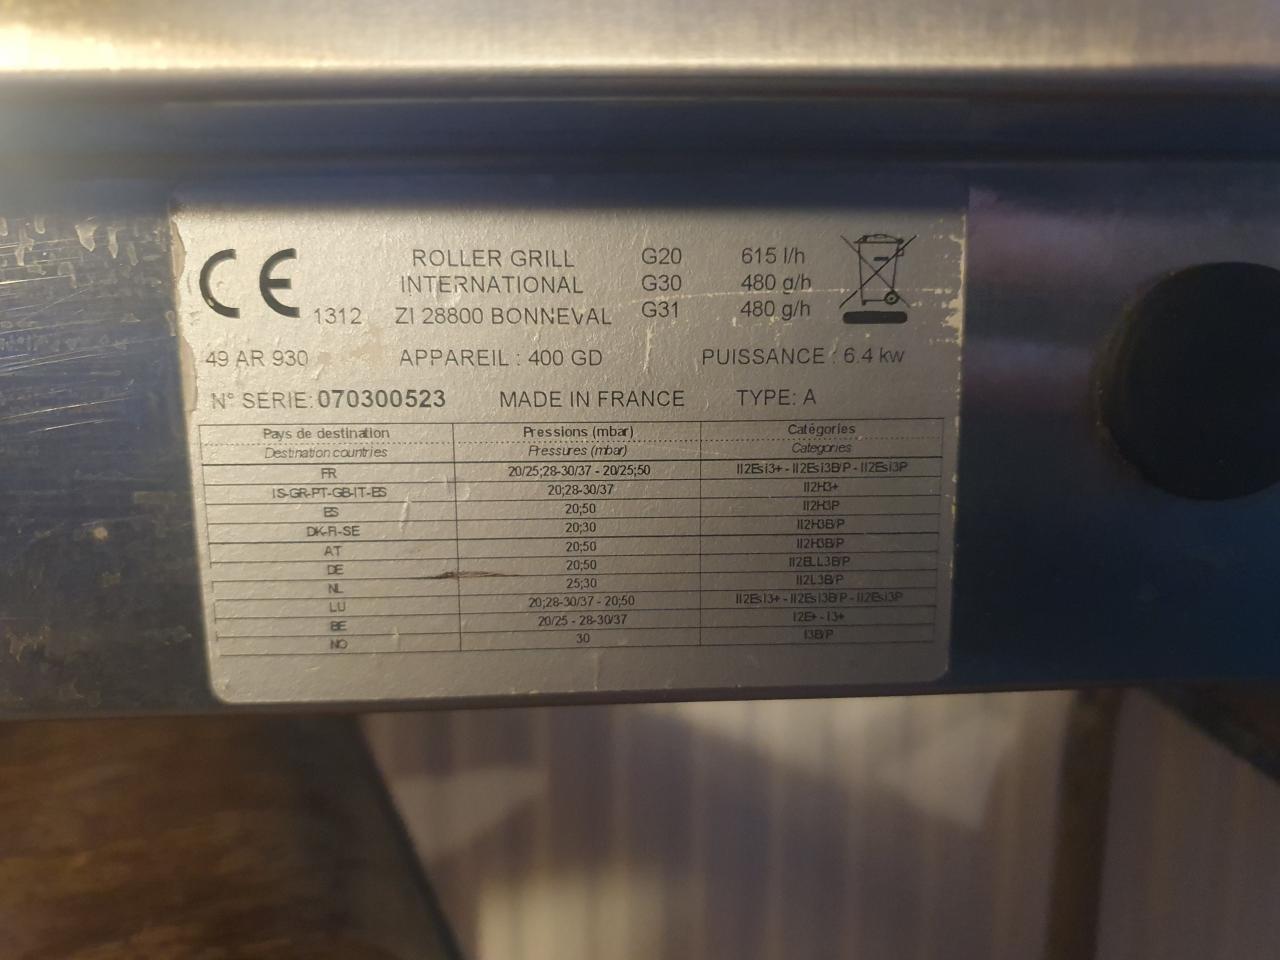 CE 1312
ROLLER GRILL
INTERNATIONAL
ZI 28800 BONNEVAL
G20 615 l/h
G30 480 g/h
G31 480 g/h
49 AR 930 APPAREIL : 400 GD PUISSANCE : 6.4 kw
N° SERIE: 070300523 MADE IN FRANCE TYPE: A
Pays de destination Pressions (mbar) Catégories
Destination countries Pressures (mbar) Categories
FR 20/25;28-30/37 - 20/25;50 II2Esi3+ - II2Esi3B/P - II2Esi3P
IS-GR-PT-GB-IT-ES 20;28-30/37 II2H3+
ES 20;50 II2H3P
DK-FI-SE 20;30 II2H3B/P
AT 20;50 II2H3B/P
DE 20;50 II2ELL3B/P
NL 25;30 II2L3B/P
LU 20;28-30/37 - 20;50 II2Esi3+ - II2Esi3B/P - II2Esi3P
BE 20/25 - 28-30/37 I2E+ - I3+
NO 30 I3B/P